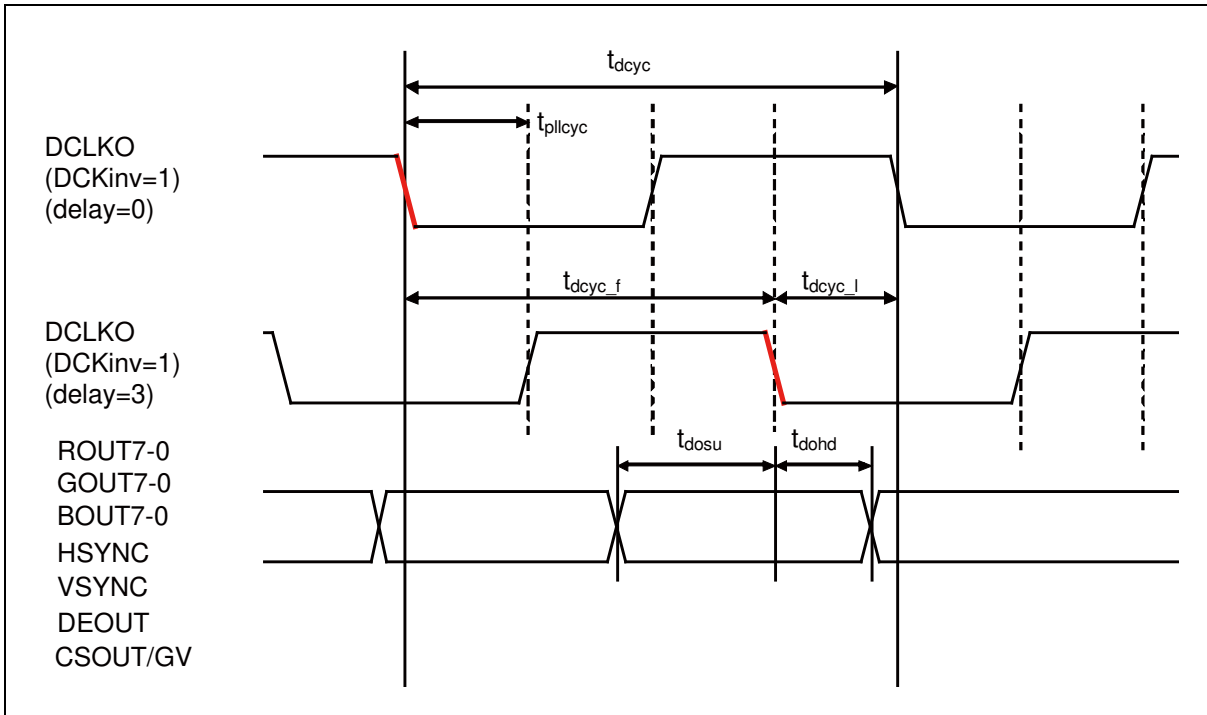 tdcyc
tpllcyc
DCLKO
(DCKinv=1)
(delay=0)
tdcyc_f
tdcyc_l
DCLKO
(DCKinv=1)
(delay=3)
tdosu
tdohd
ROUT7-0
GOUT7-0
BOUT7-0
HSYNC
VSYNC
DEOUT
CSOUT/GV